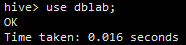 hive> use dblab;
OK
Time taken: 0.016 seconds